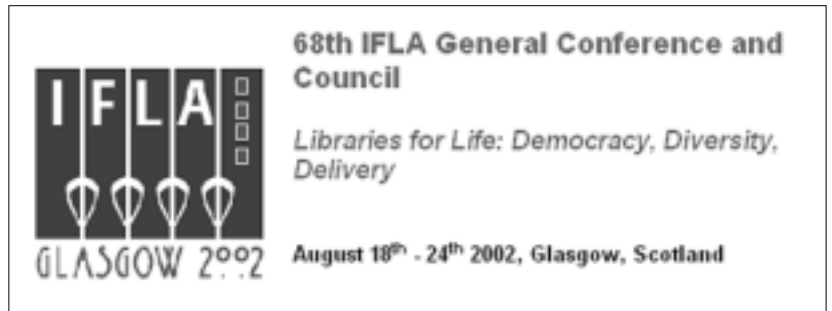 IFLA
GLASGOW 2002
68th IFLA General Conference and
Council
Libraries for Life: Democracy, Diversity,
Delivery
August 18th - 24th 2002, Glasgow, Scotland